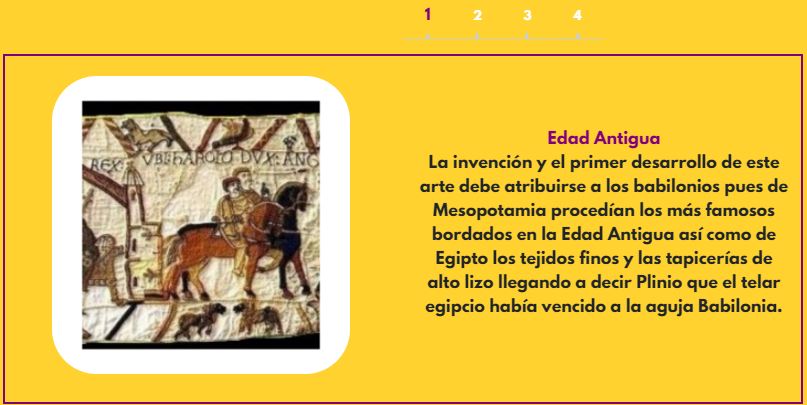 1 2 3 4
REX: VBI:hAROLD DVX: ANG
Edad Antigua
La invención y el primer desarrollo de este
arte debe atribuirse a los babilonios pues de
Mesopotamia procedían los más famosos
bordados en la Edad Antigua así como de
Egipto los tejidos finos y las tapicerías de
alto lizo llegando a decir Plinio que el telar
egipcio había vencido a la aguja Babilonia.